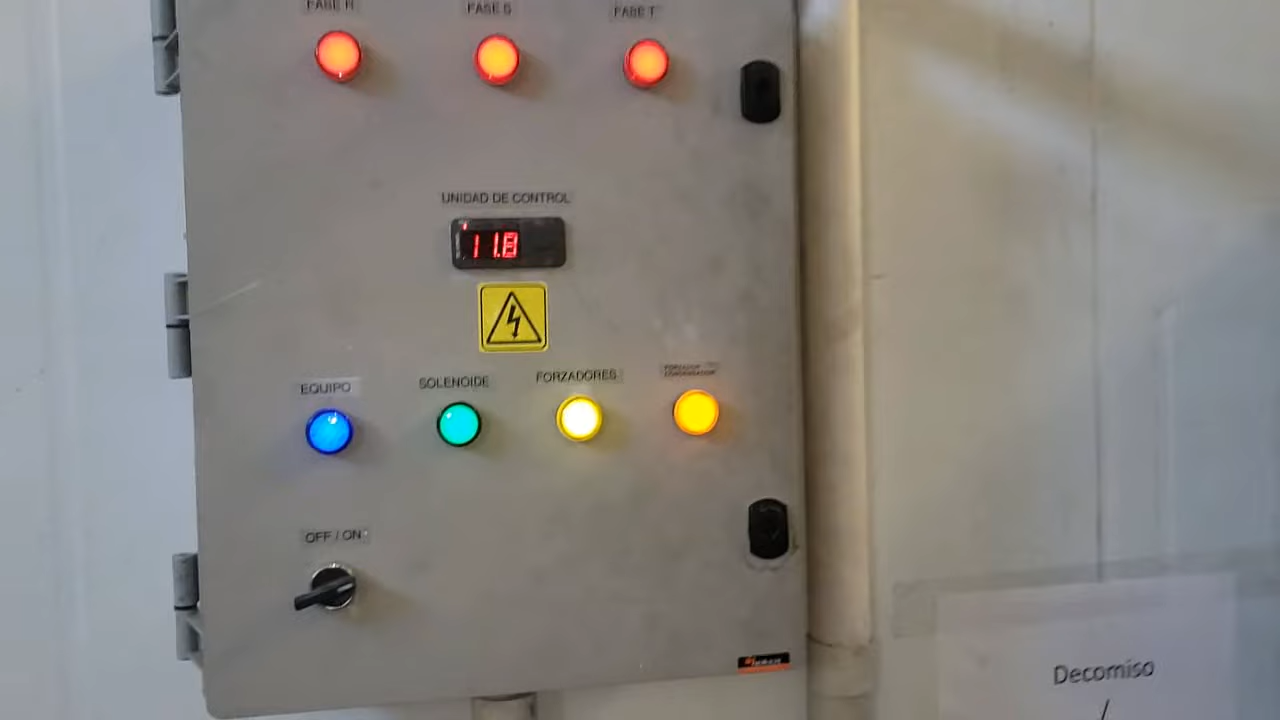 FASE R
FASE S
FASE T
UNIDAD DE CONTROL
11.8
EQUIPO
SOLENOIDE
FORZADORES
OFF / ON
Decomiso